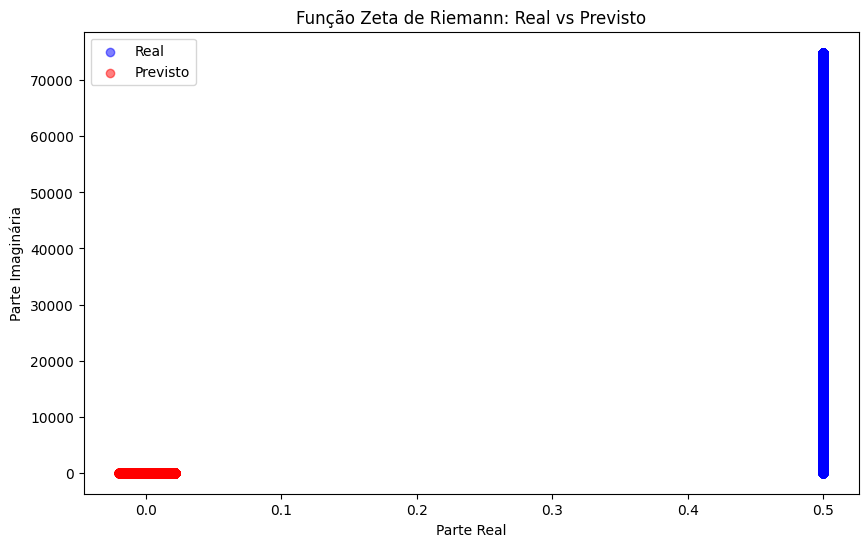 Função Zeta de Riemann: Real vs Previsto
Real
Previsto
Parte Imaginária
70000
60000
50000
40000
30000
20000
10000
0
0.0 0.1 0.2 0.3 0.4 0.5
Parte Real